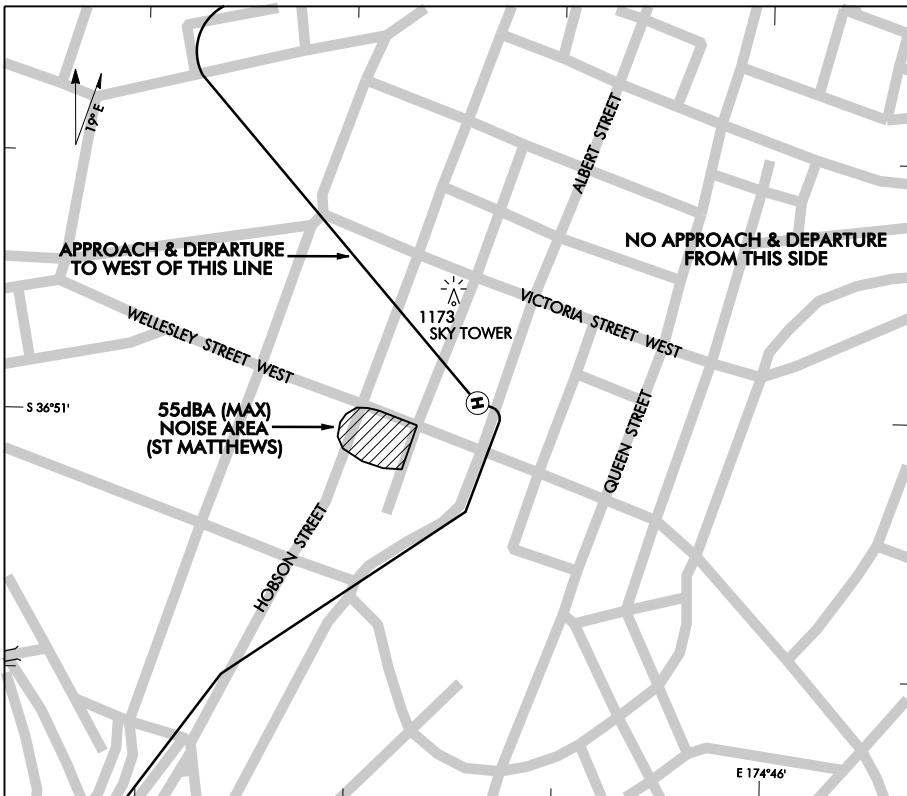 19° E
ALBERT STREET
APPROACH & DEPARTURE
TO WEST OF THIS LINE
NO APPROACH & DEPARTURE
FROM THIS SIDE
1173
SKY TOWER
VICTORIA STREET WEST
WELLESLEY STREET WEST
S 36°51'
55dBA (MAX)
NOISE AREA
(ST MATTHEWS)
H
QUEEN STREET
HOBSON STREET
E 174°46'